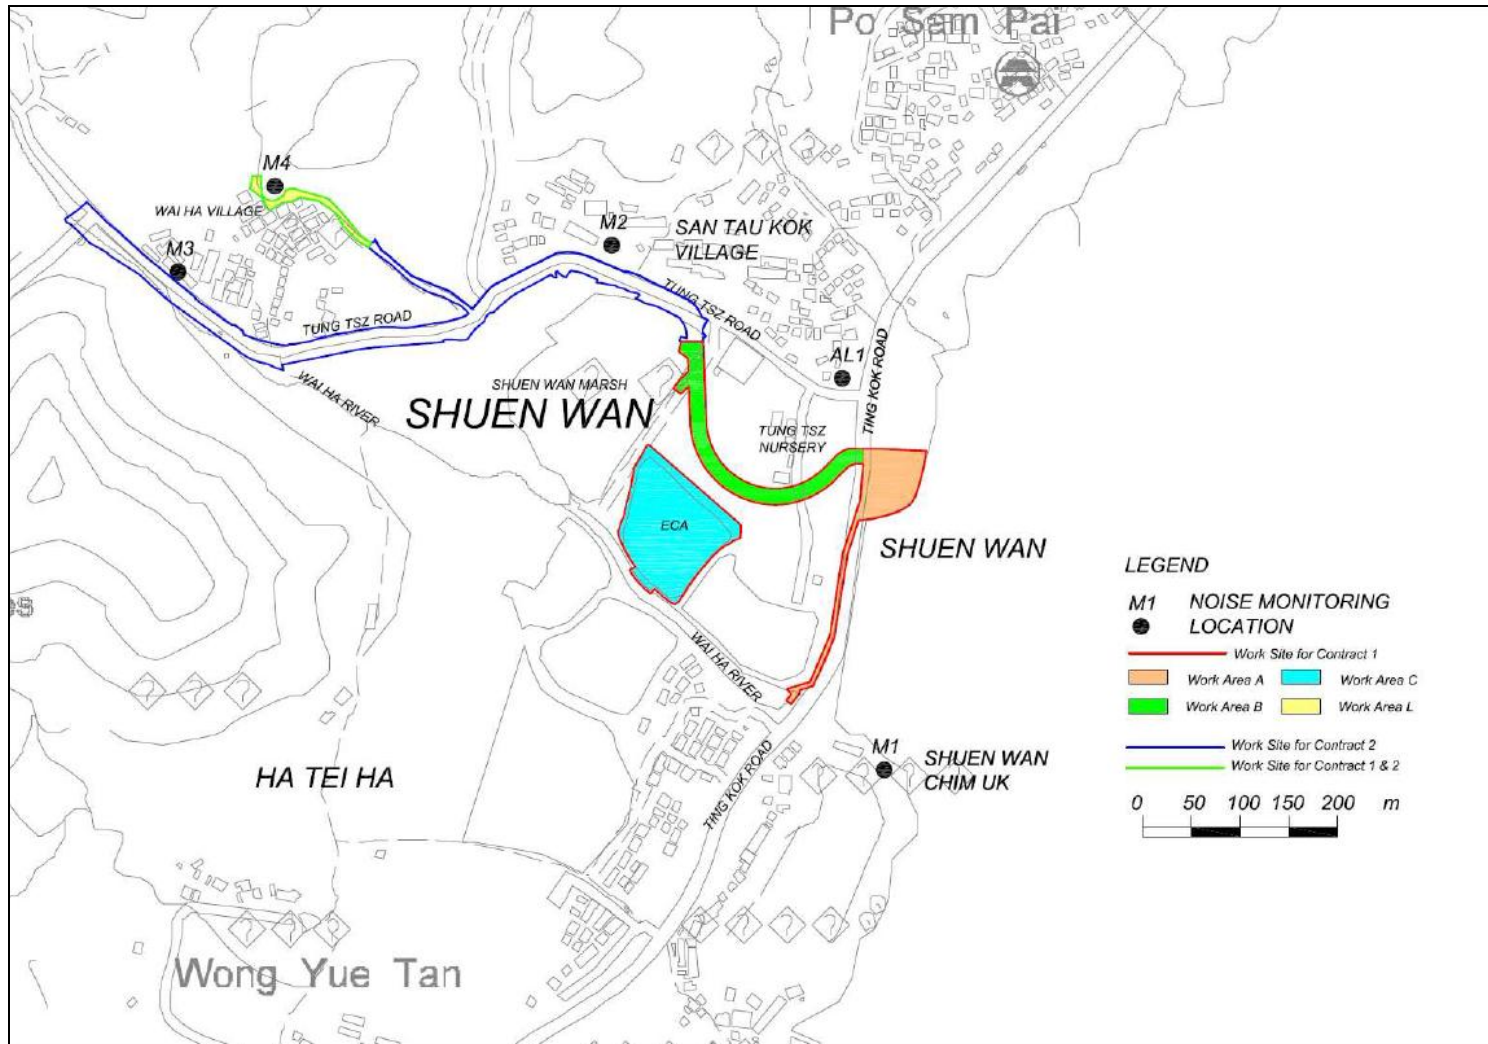 Po Sam Pai
M4
WAI HA VILLAGE
M3
M2
SAN TAU KOK
VILLAGE
TUNG TSZ ROAD
TUNG TSZ ROAD
AL1
TING KOK ROAD
WAI HA RIVER
SHUEN WAN MARSH
SHUEN WAN
TUNG TSZ
NURSERY
ECA
SHUEN WAN
WAI HA RIVER
HA TEI HA
TING KOK ROAD
M1
SHUEN WAN
CHIM UK
Wong Yue Tan
LEGEND
M1 NOISE MONITORING
LOCATION
Work Site for Contract 1
Work Area A Work Area C
Work Area B Work Area L
Work Site for Contract 2
Work Site for Contract 1 & 2
0 50 100 150 200 m